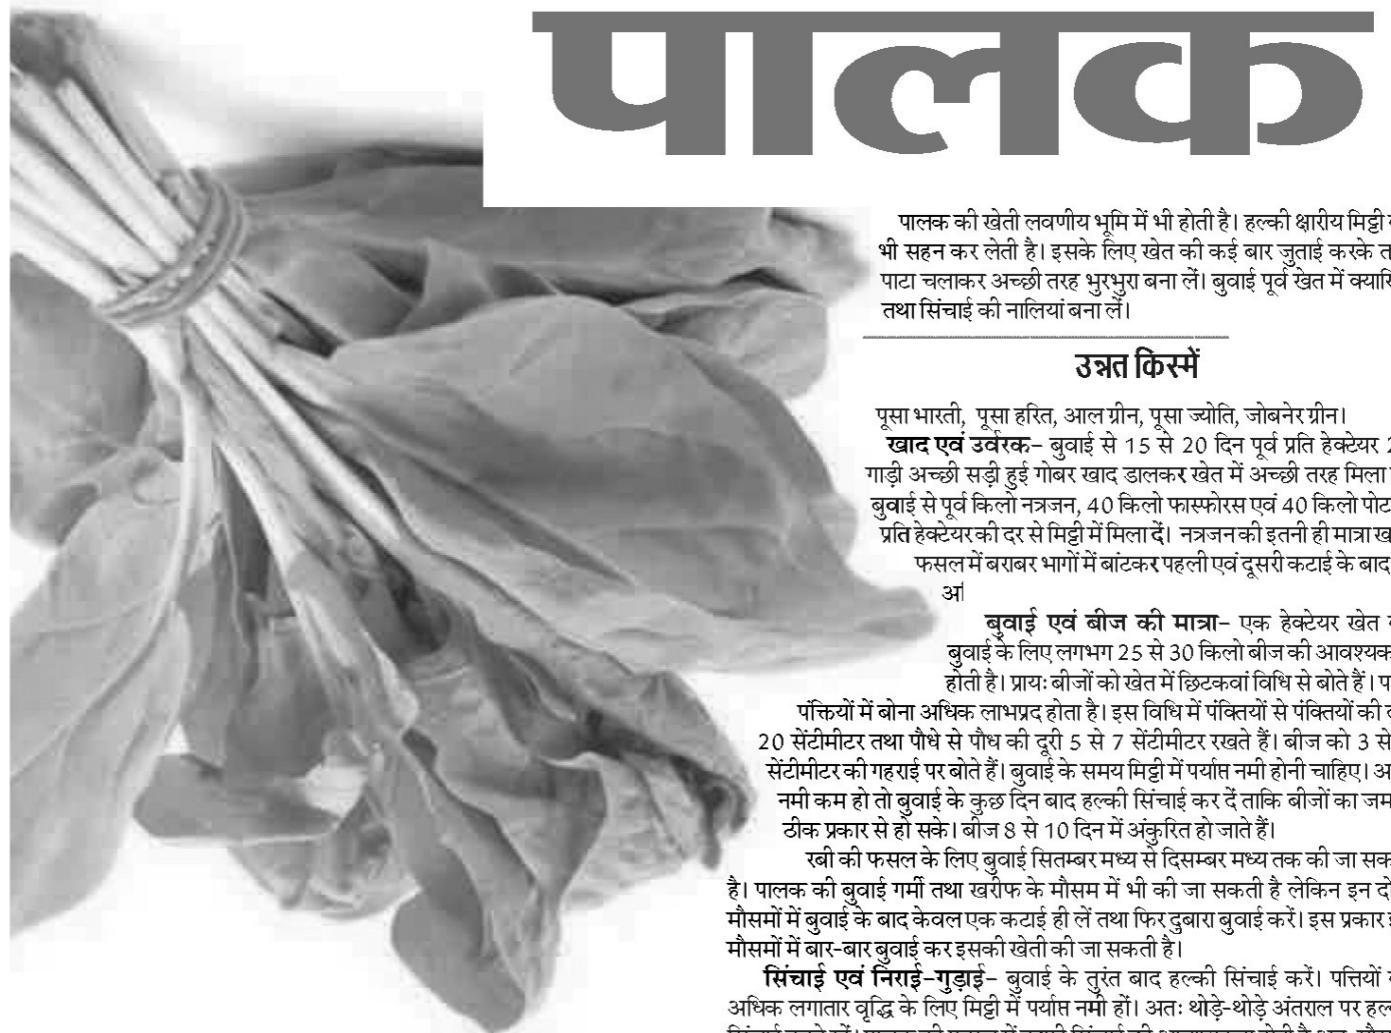 पालक
पालक की खेती लवणीय भूमि में भी होती है। हल्की क्षारीय मिट्टी
भी सहन कर लेती है। इसके लिए खेत की कई बार जुताई करके
पाटा चलाकर अच्छी तरह भुरभुरा बना लें। बुवाई पूर्व खेत में
तथा सिंचाई की नालियां बना लें।
उन्नत किस्में
पूसा भारती, पूसा हरित, आल ग्रीन, पूसा ज्योति, जोबनेर ग्रीन।
खाद एवं उर्वरक- बुवाई से 15 से 20 दिन पूर्व प्रति हेक्टेयर
गाड़ी अच्छी सड़ी हुई गोबर खाद डालकर खेत में अच्छी तरह मिला
बुवाई से पूर्व किलो नत्रजन, 40 किलो फास्फोरस एवं 40 किलो
प्रति हेक्टेयर की दर से मिट्टी में मिला दें। नत्रजन की इतनी ही मात्रा
फसल में बराबर भागों में बांटकर पहली एवं दूसरी कटाई के बाद
बुवाई एवं बीज की मात्रा- एक हेक्टेयर खेत
बुवाई के लिए लगभग 25 से 30 किलो बीज की
होती है। प्रायः बीजों को खेत में छिटकवां विधि से बोते हैं।
पंक्तियों में बोना अधिक लाभप्रद होता है। इस विधि में पंक्तियों से पंक्तियों की
20 सेंटीमीटर तथा पौधे से पौध की दूरी 5 से 7 सेंटीमीटर रखते हैं। बीज को 3 से
सेंटीमीटर की गहराई पर बोते हैं। बुवाई के समय मिट्टी में पर्याप्त नमी होनी चाहिए।
नमी कम हो तो बुवाई के कुछ दिन बाद हल्की सिंचाई कर दें ताकि बीजों का
ठीक प्रकार से हो सके। बीज 8 से 10 दिन में अंकुरित हो जाते हैं।
रबी की फसल के लिए बुवाई सितम्बर मध्य से दिसम्बर मध्य तक की जा
है। पालक की बुवाई गर्मी तथा खरीफ के मौसम में भी की जा सकती है लेकिन इन
मौसमों में बुवाई के बाद केवल एक कटाई ही लें तथा फिर दुबारा बुवाई करें। इस प्रकार
मौसमों में बार-बार बुवाई कर इसकी खेती की जा सकती है।
सिंचाई एवं निराई-गुड़ाई- बुवाई के तुरंत बाद हल्की सिंचाई करें। पत्तियों
अधिक लगातार वृद्धि के लिए मिट्टी में पर्याप्त नमी हों। अतः थोड़े-थोड़े अंतराल पर